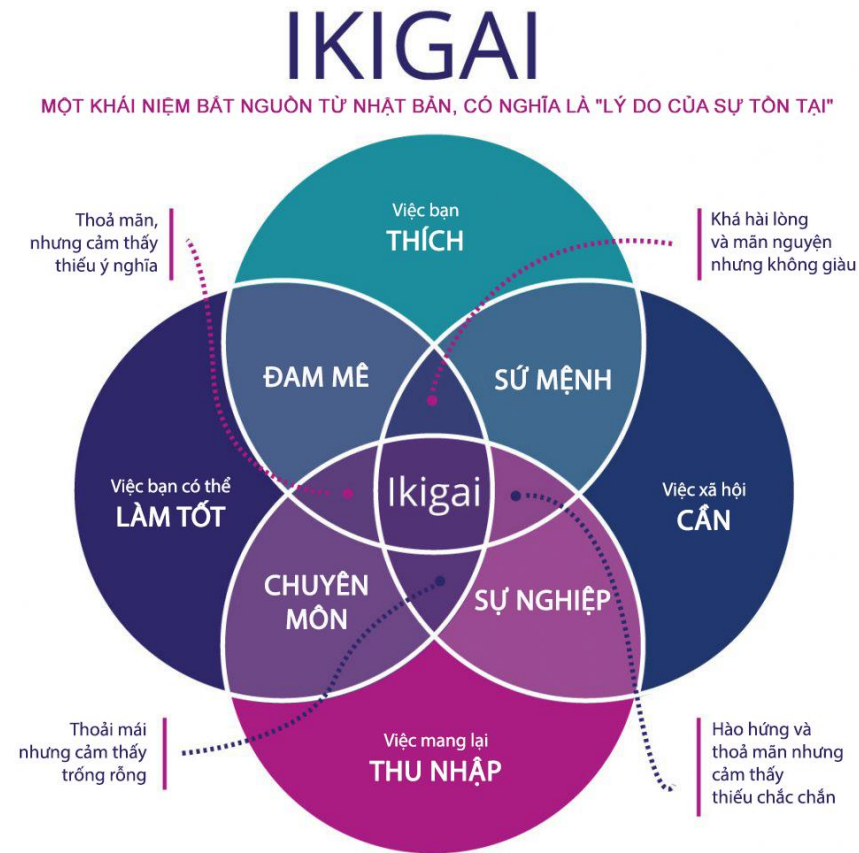 IKIGAI
MỘT KHÁI NIỆM BẮT NGUỒN TỪ NHẬT BẢN, CÓ NGHĨA LÀ "LÝ DO CỦA SỰ TỒN TẠI"
Việc bạn
THÍCH
Thoả mãn,
nhưng cảm thấy
thiếu ý nghĩa
Khá hài lòng
và mãn nguyện
nhưng không giàu
ĐAM MÊ
SỨ MỆNH
Việc bạn có thể
LÀM TỐT
Ikigai
Việc xã hội
CẦN
CHUYÊN
MÔN
SỰ NGHIỆP
Thoải mái
nhưng cảm thấy
trống rỗng
Việc mang lại
THU NHẬP
Hào hứng và
thoả mãn nhưng
cảm thấy
thiếu chắc chắn